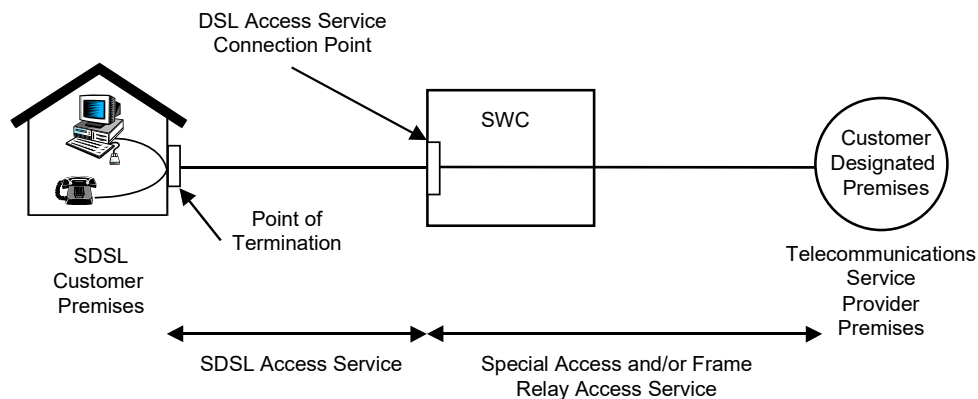 DSL Access Service
Connection Point
SWC
Customer
Designated
Premises
Point of
Termination
SDSL
Customer
Premises
Telecommunications
Service
Provider
Premises
SDSL Access Service
Special Access and/or Frame
Relay Access Service